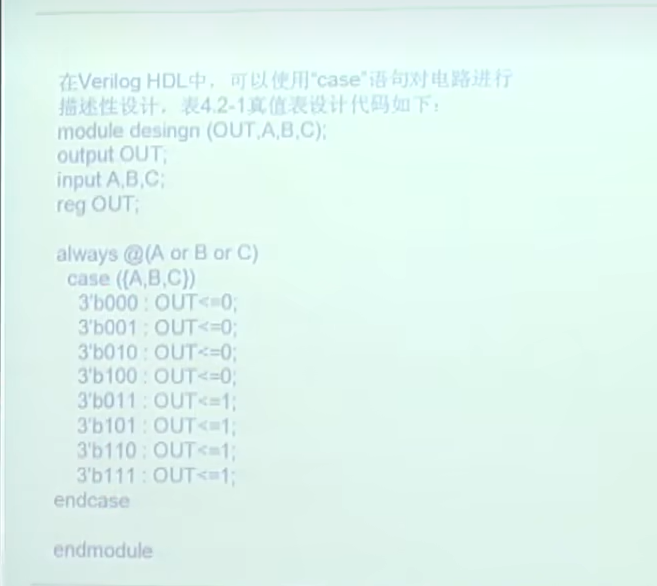 在Verilog HDL中，可以使用“case”语句对电路进行
描述性设计，表4.2-1真值表设计代码如下：
module desingn (OUT,A,B,C);
output OUT;
input A,B,C;
reg OUT;
always @(A or B or C)
case ({A,B,C})
3'b000 : OUT<=0;
3'b001 : OUT<=0;
3'b010 : OUT<=0;
3'b100 : OUT<=0;
3'b011 : OUT<=1;
3'b101 : OUT<=1;
3'b110 : OUT<=1;
3'b111 : OUT<=1;
endcase
endmodule